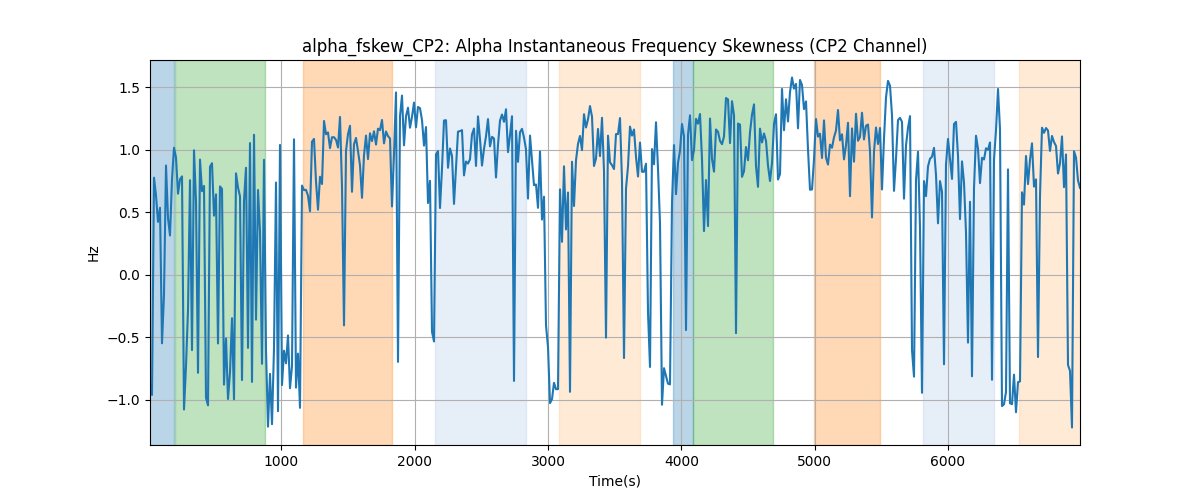 alpha_fskew_CP2: Alpha Instantaneous Frequency Skewness (CP2 Channel)
1.5
1.0
0.5
0.0
−0.5
−1.0
Hz
1000 2000 3000 4000 5000 6000
Time(s)